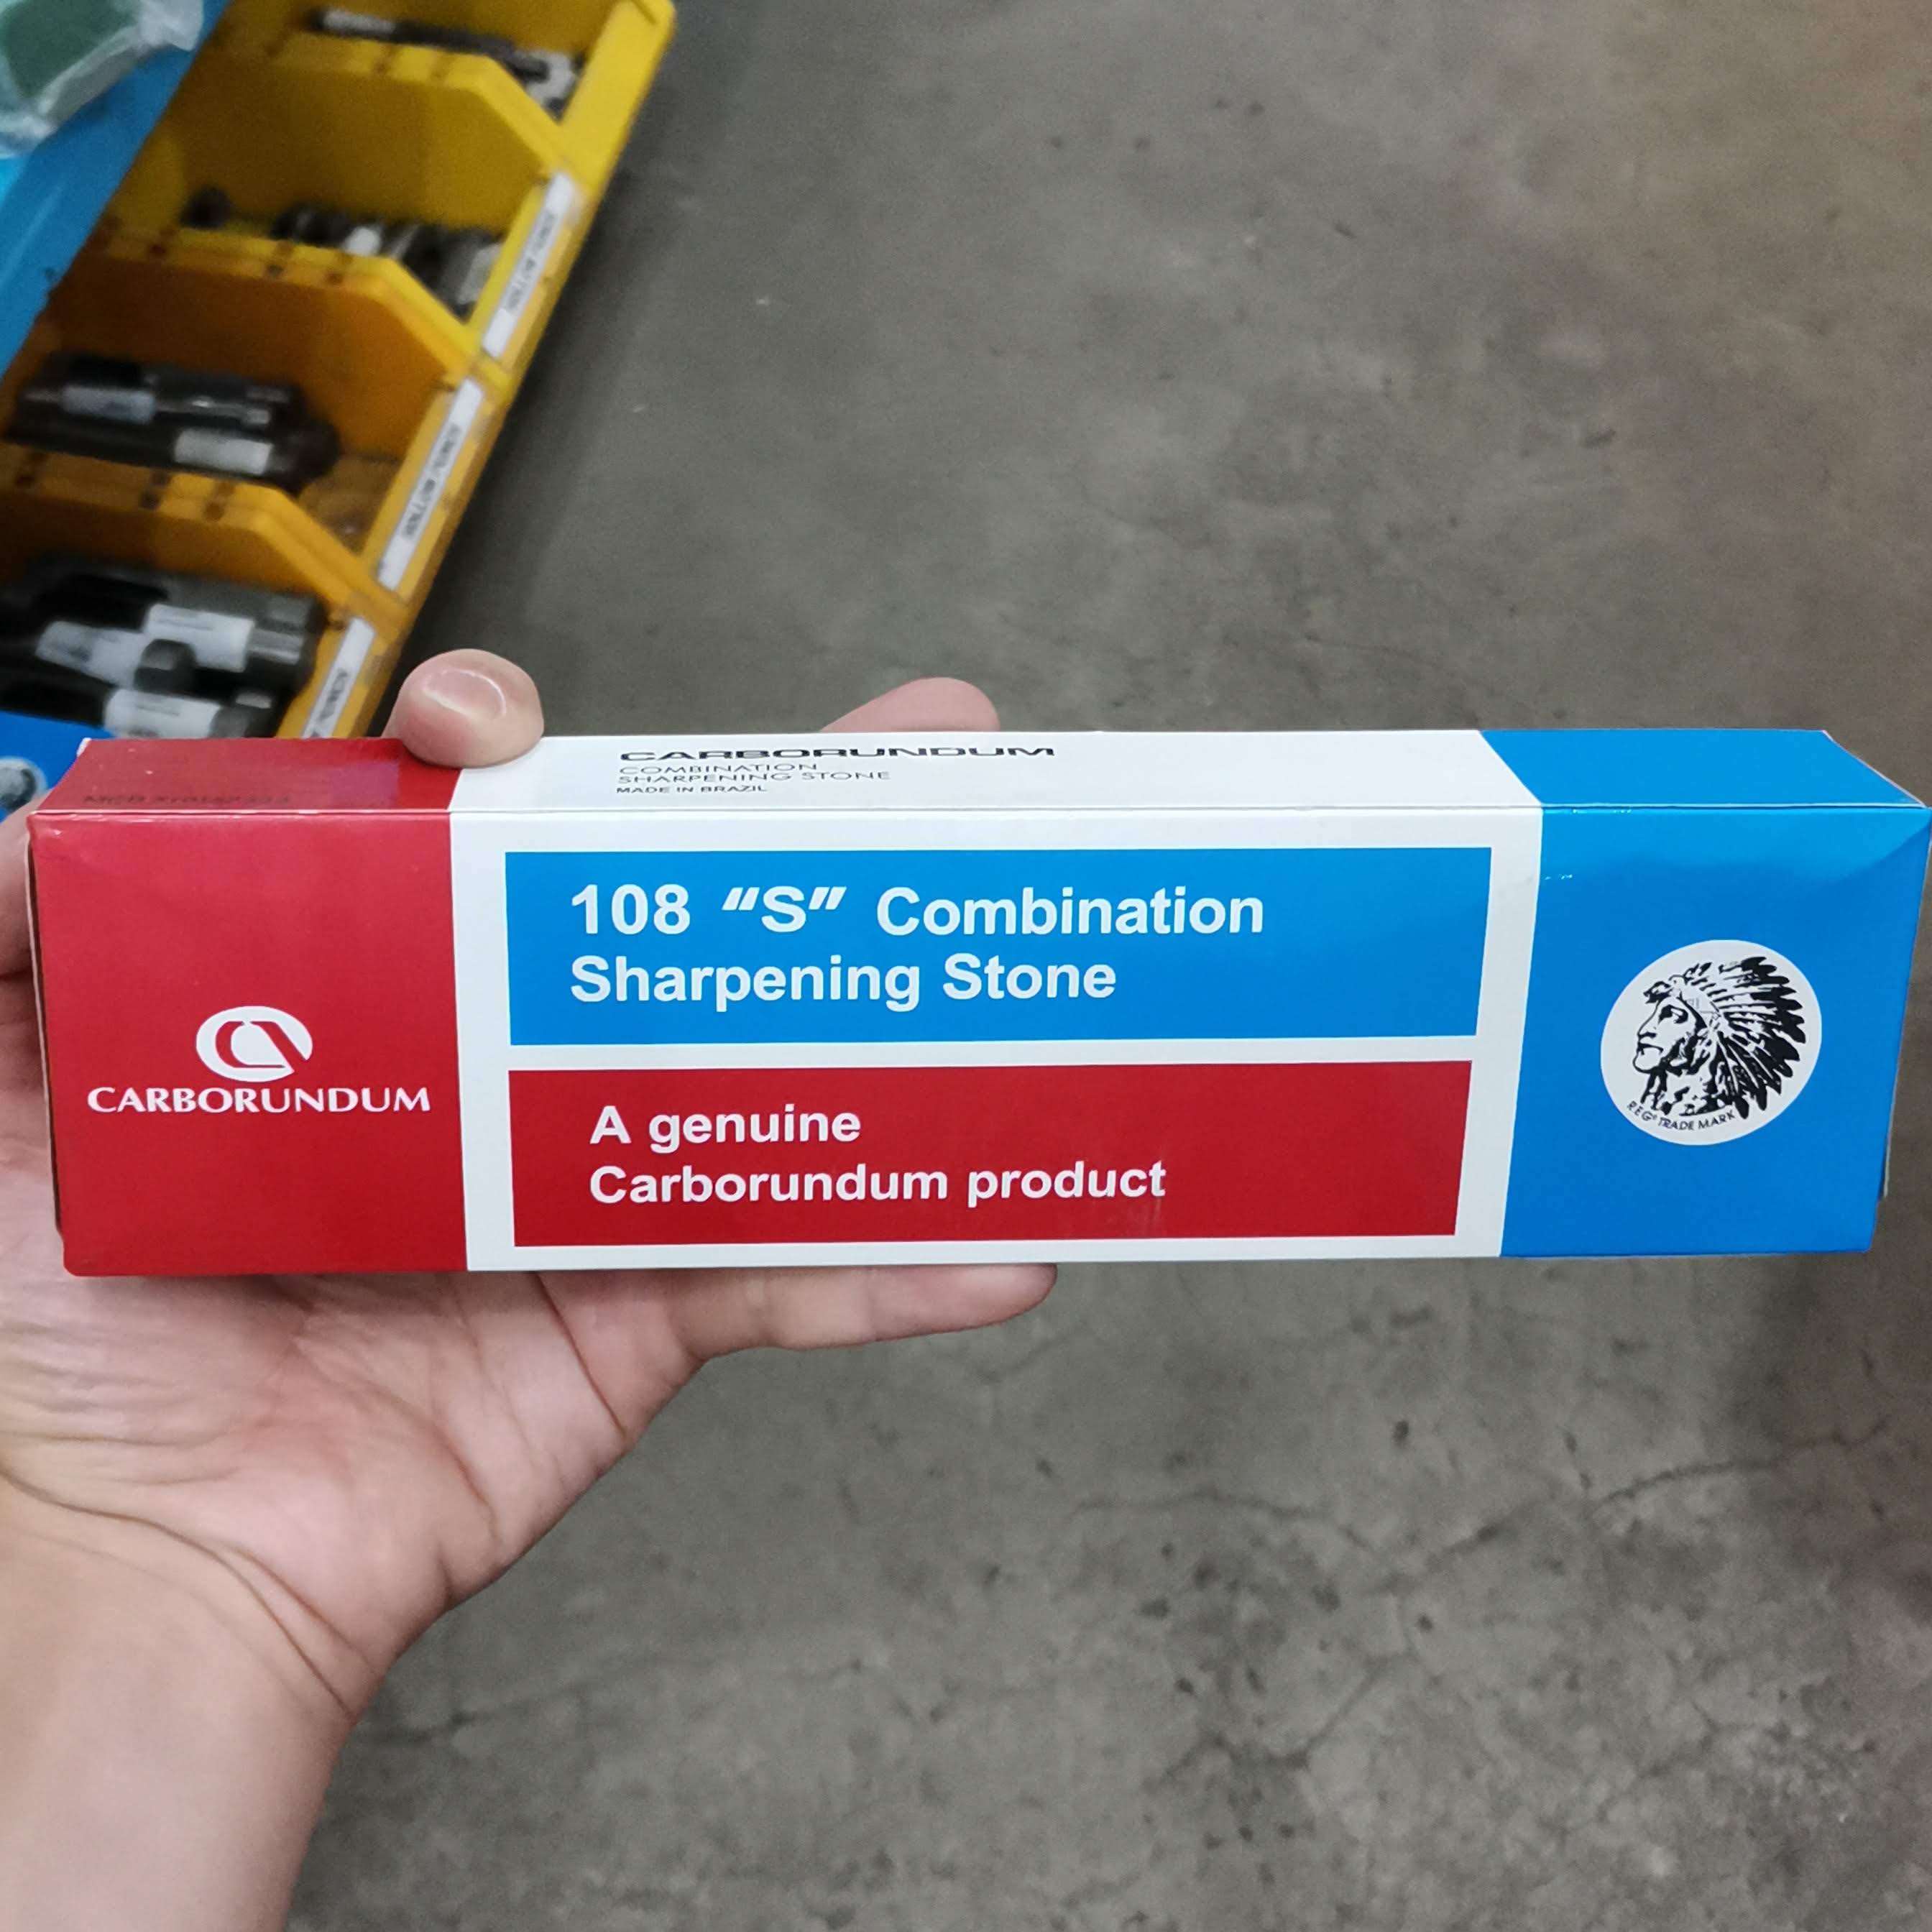 CARBORUNDUM
COMBINATION
SHARPENING STONE
MADE IN BRAZIL
108 “S” Combination
Sharpening Stone
CARBORUNDUM
A genuine
Carborundum product
REGD TRADE MARK